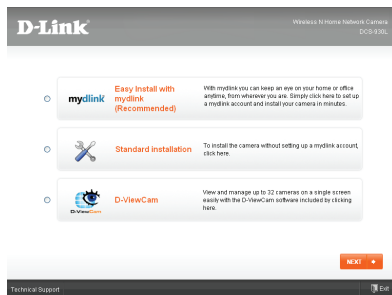 D-Link
Wireless N Home Network Camera
DCS-930L
mydlink
Easy Install with
mydlink
(Recommended)
With mydlink you can keep an eye on your home or office
anytime, from wherever you are. Simply click here to set up
a mydlink account and install your camera in minutes.
Standard installation
To install the camera without setting up a mydlink account,
click here.
D-ViewCam
D-ViewCam
View and manage up to 32 cameras on a single screen
easily with the D-ViewCam software included by clicking
here.
NEXT
Technical Support
Exit